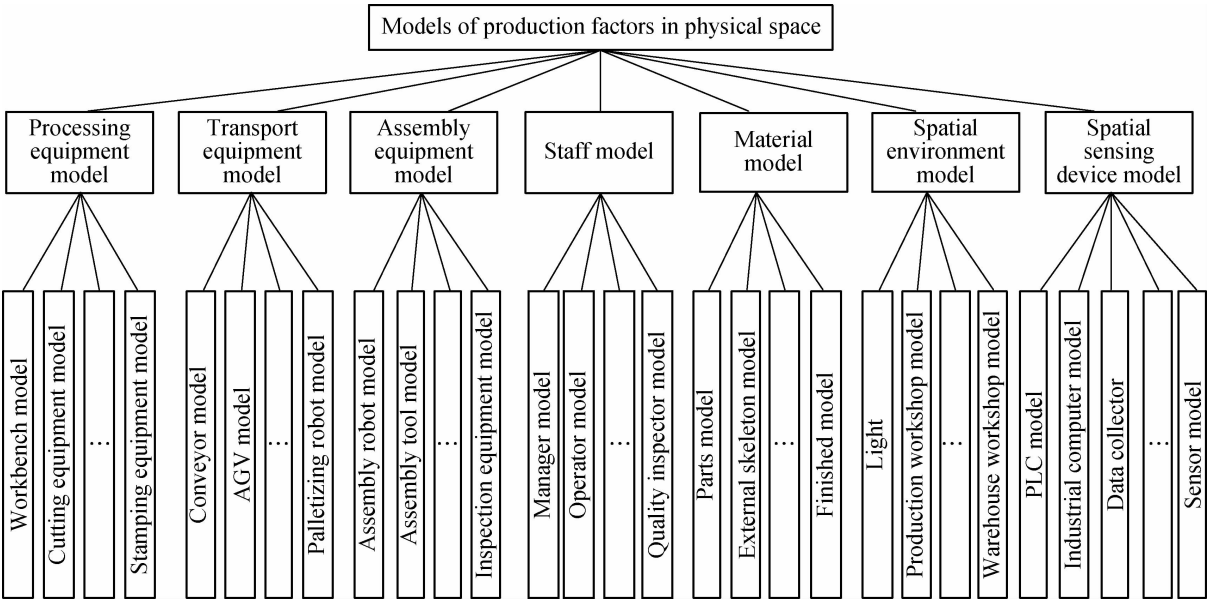 Models of production factors in physical space
Processing
equipment
model
Transport
equipment
model
Assembly
equipment
model
Staff model
Material
model
Spatial
environment
model
Spatial
sensing
device model
Workbench model
Cutting equipment model
...
Stamping equipment model
Conveyor model
AGV model
...
Palletizing robot model
Assembly robot model
Assembly tool model
...
Inspection equipment model
Manager model
Operator model
...
Quality inspector model
Parts model
External skeleton model
...
Finished model
Light
Production workshop model
...
Warehouse workshop model
PLC model
Industrial computer model
Data collector
...
Sensor model